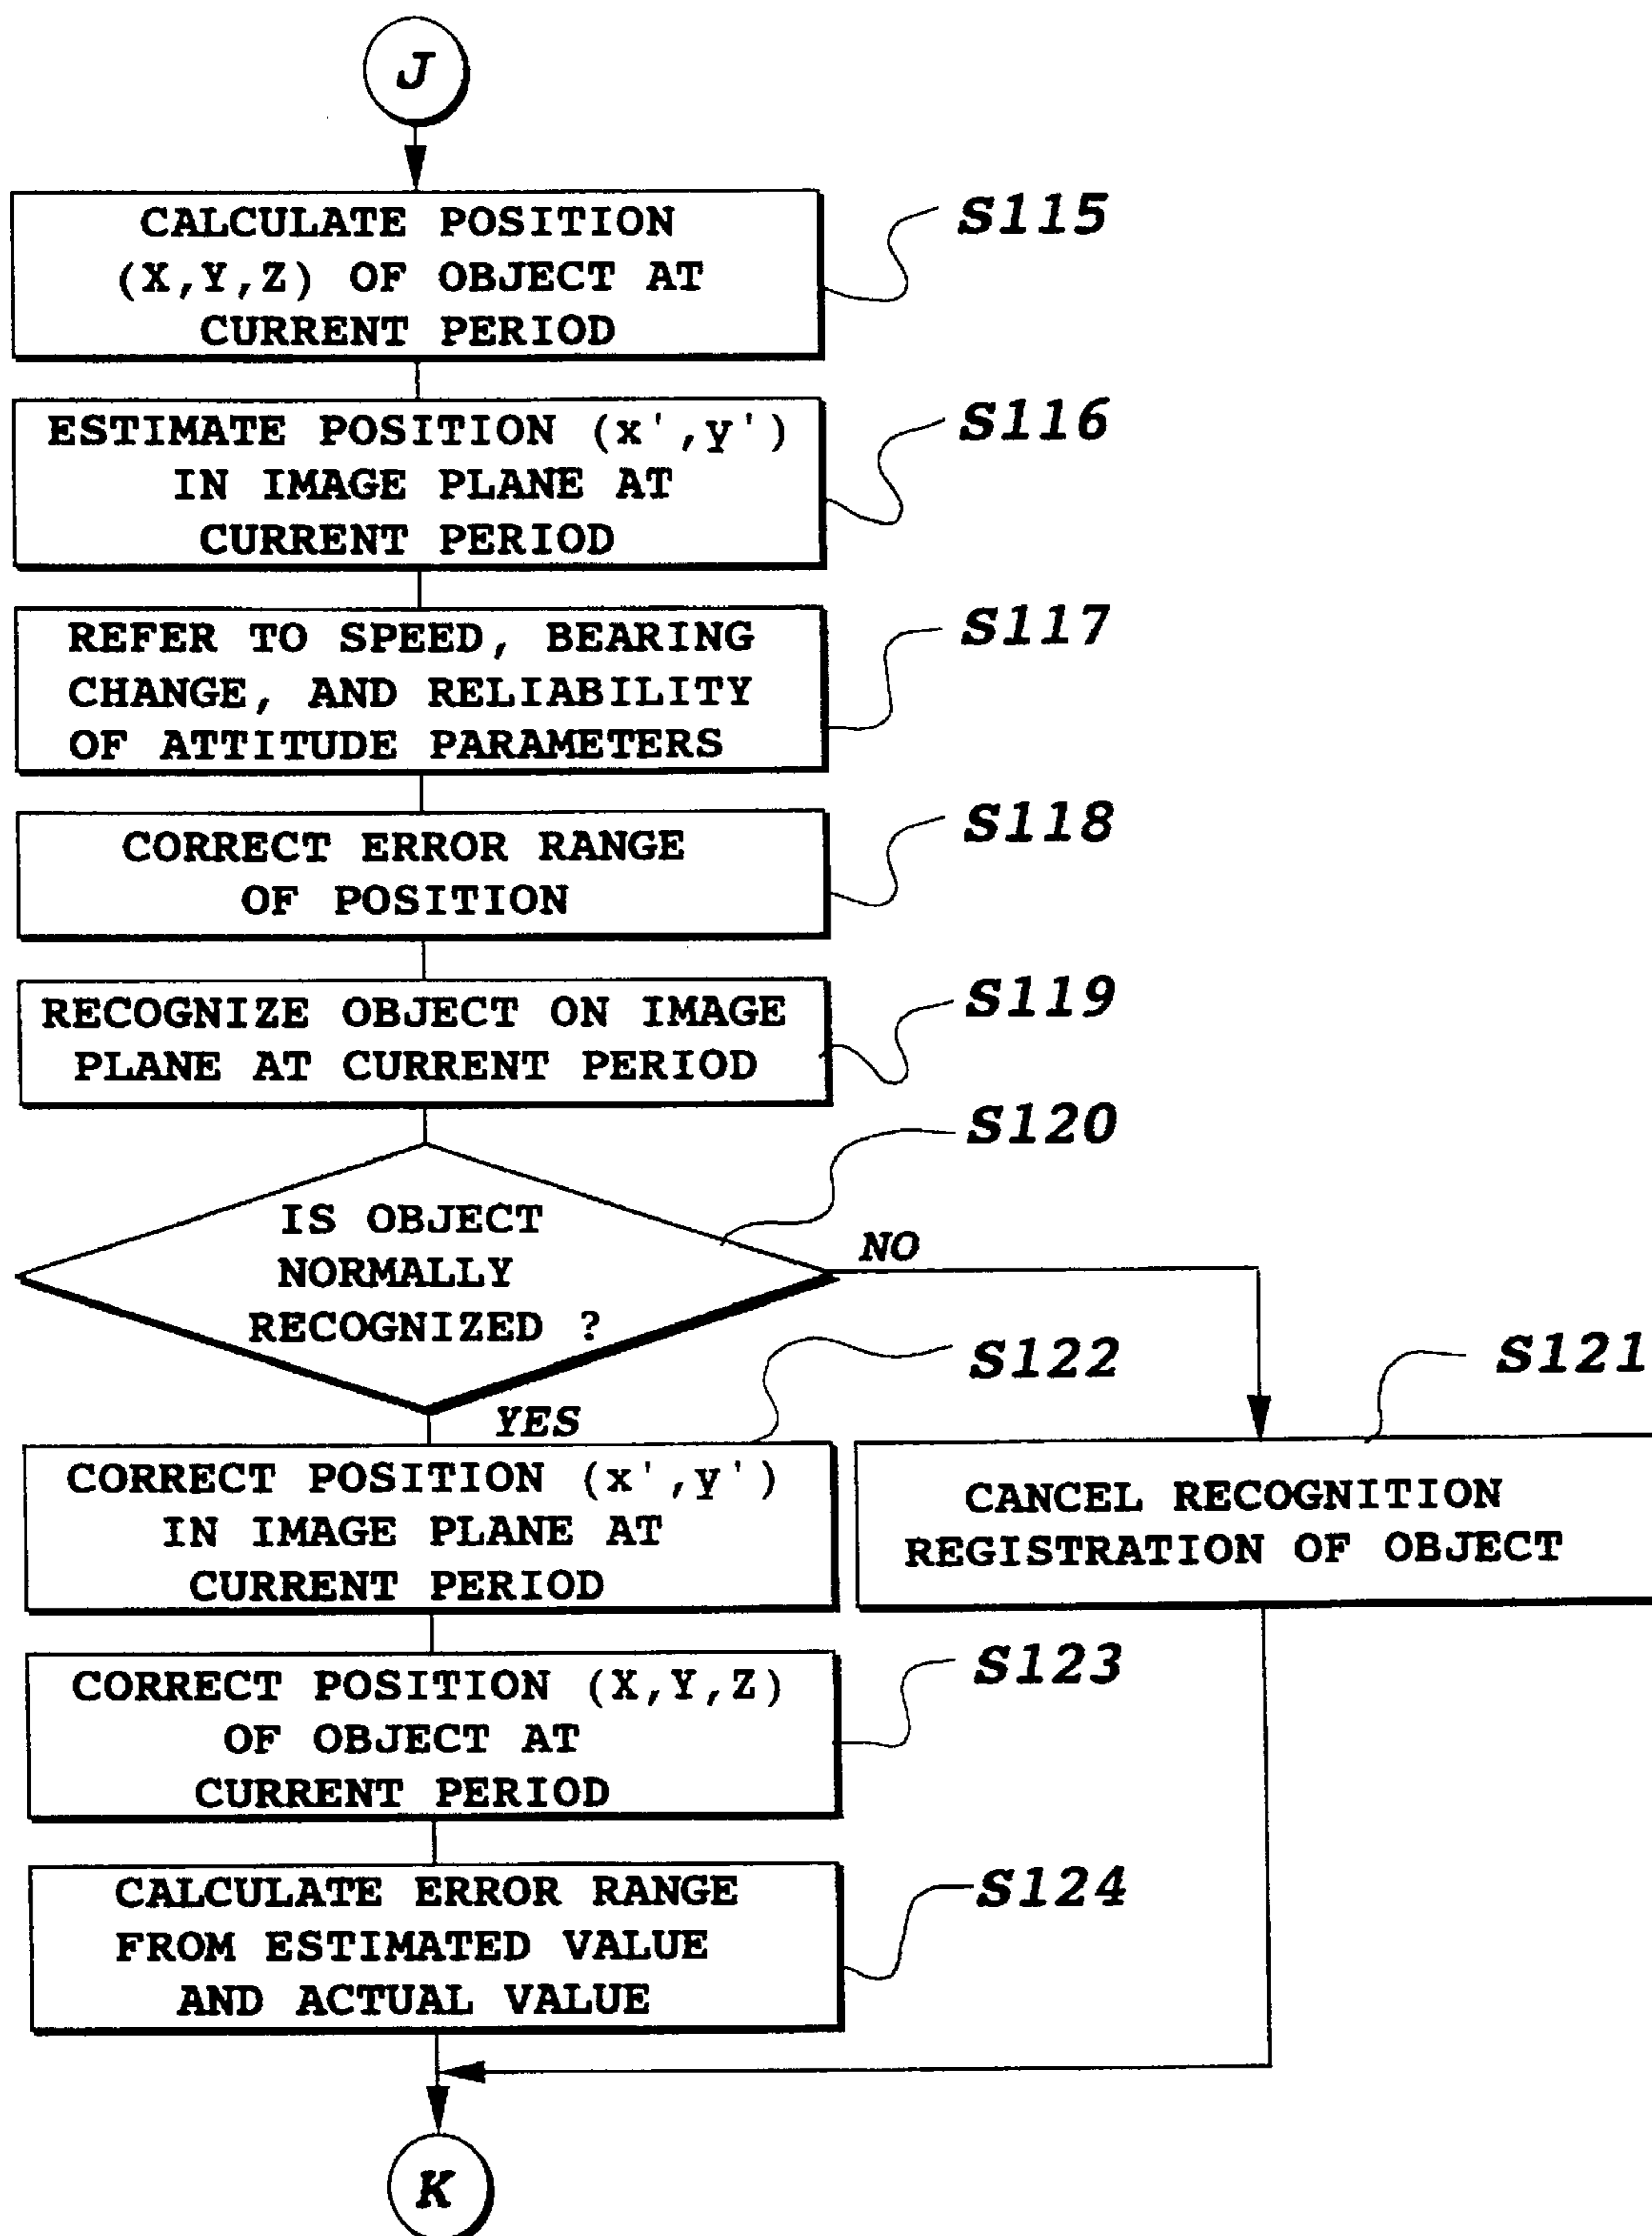 J
CALCULATE POSITION
(X,Y,Z) OF OBJECT AT
CURRENT PERIOD
S115
ESTIMATE POSITION (x',y')
IN IMAGE PLANE AT
CURRENT PERIOD
S116
REFER TO SPEED, BEARING
CHANGE, AND RELIABILITY
OF ATTITUDE PARAMETERS
S117
CORRECT ERROR RANGE
OF POSITION
S118
RECOGNIZE OBJECT ON IMAGE
PLANE AT CURRENT PERIOD
S119
IS OBJECT
NORMALLY
RECOGNIZED ?
S120
NO
YES
CORRECT POSITION (x',y')
IN IMAGE PLANE AT
CURRENT PERIOD
S122
CANCEL RECOGNITION
REGISTRATION OF OBJECT
S121
CORRECT POSITION (X,Y,Z)
OF OBJECT AT
CURRENT PERIOD
S123
CALCULATE ERROR RANGE
FROM ESTIMATED VALUE
AND ACTUAL VALUE
S124
K